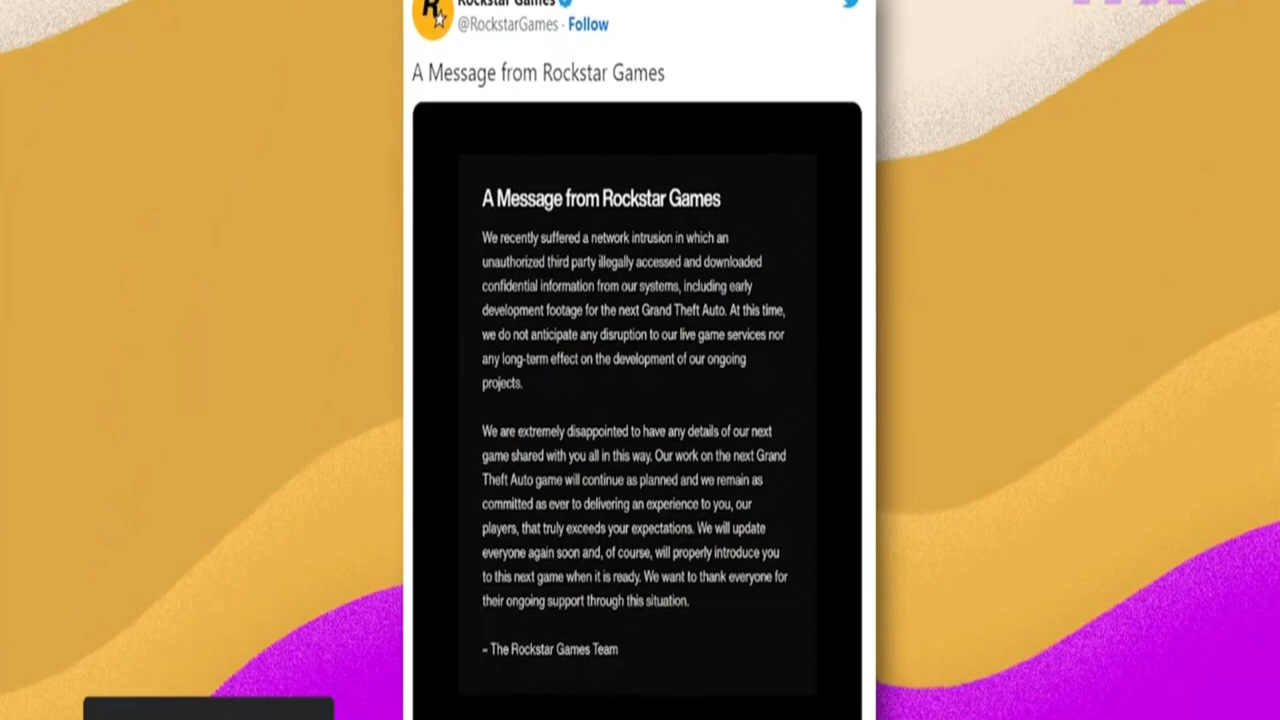 Rockstar Games
@RockstarGames · Follow
A Message from Rockstar Games
A Message from Rockstar Games
We recently suffered a network intrusion in which an
unauthorized third party illegally accessed and downloaded
confidential information from our systems, including early
development footage for the next Grand Theft Auto. At this time,
we do not anticipate any disruption to our live game services nor
any long-term effect on the development of our ongoing
projects.
We are extremely disappointed to have any details of our next
game shared with you all in this way. Our work on the next Grand
Theft Auto game will continue as planned and we remain as
committed as ever to delivering an experience to you, our
players, that truly exceeds your expectations. We will update
everyone again soon and, of course, will properly introduce you
to this next game when it is ready. We want to thank everyone for
their ongoing support through this situation.
– The Rockstar Games Team